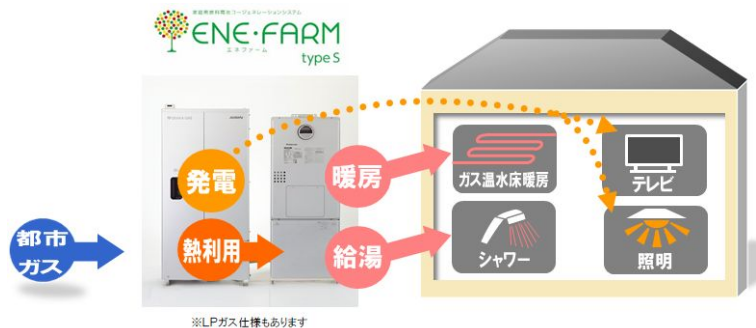 家庭用燃料電池コージェネレーションシステム
ENE・FARM
エネファーム
type S
発電
熱利用
都市
ガス
暖房
給湯
ガス温水床暖房
テレビ
シャワー
照明
※LPガス仕様もあります